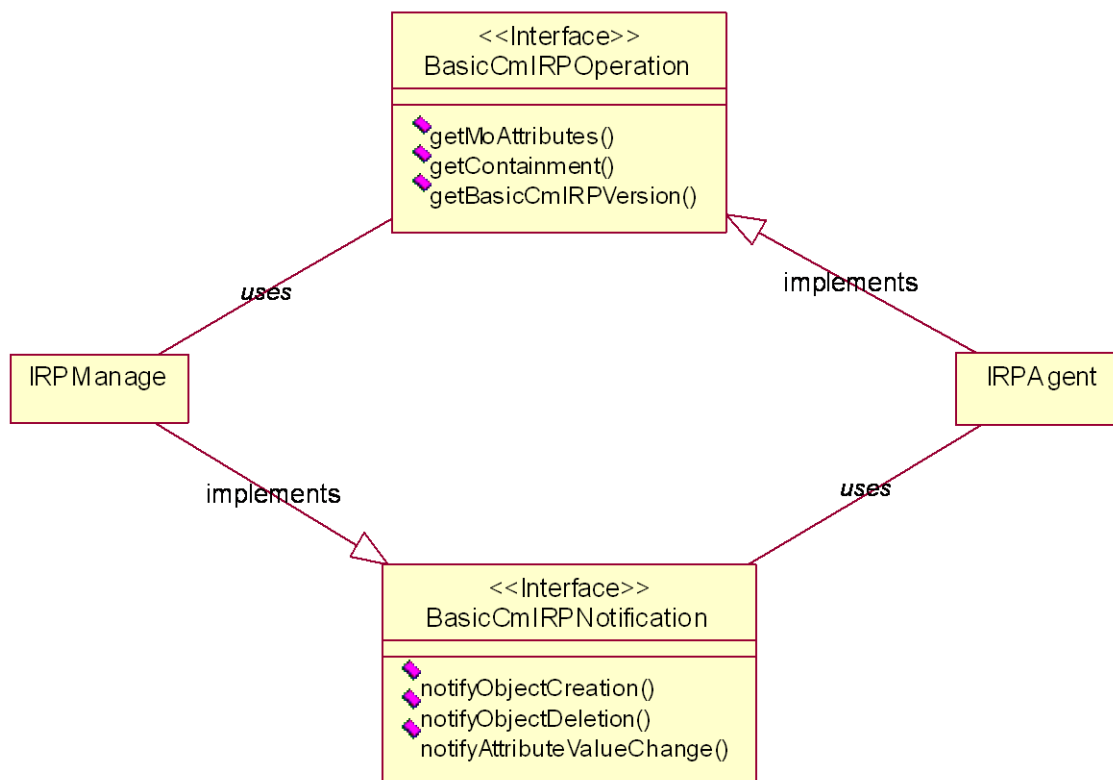 <<Interface>>
BasicCmIRPOperation
getMoAttributes()
getContainment()
getBasicCmIRPVersion()
uses
implements
IRPManage
IRPAgent
implements
uses
<<Interface>>
BasicCmIRPNotification
notifyObjectCreation()
notifyObjectDeletion()
notifyAttributeValueChange()